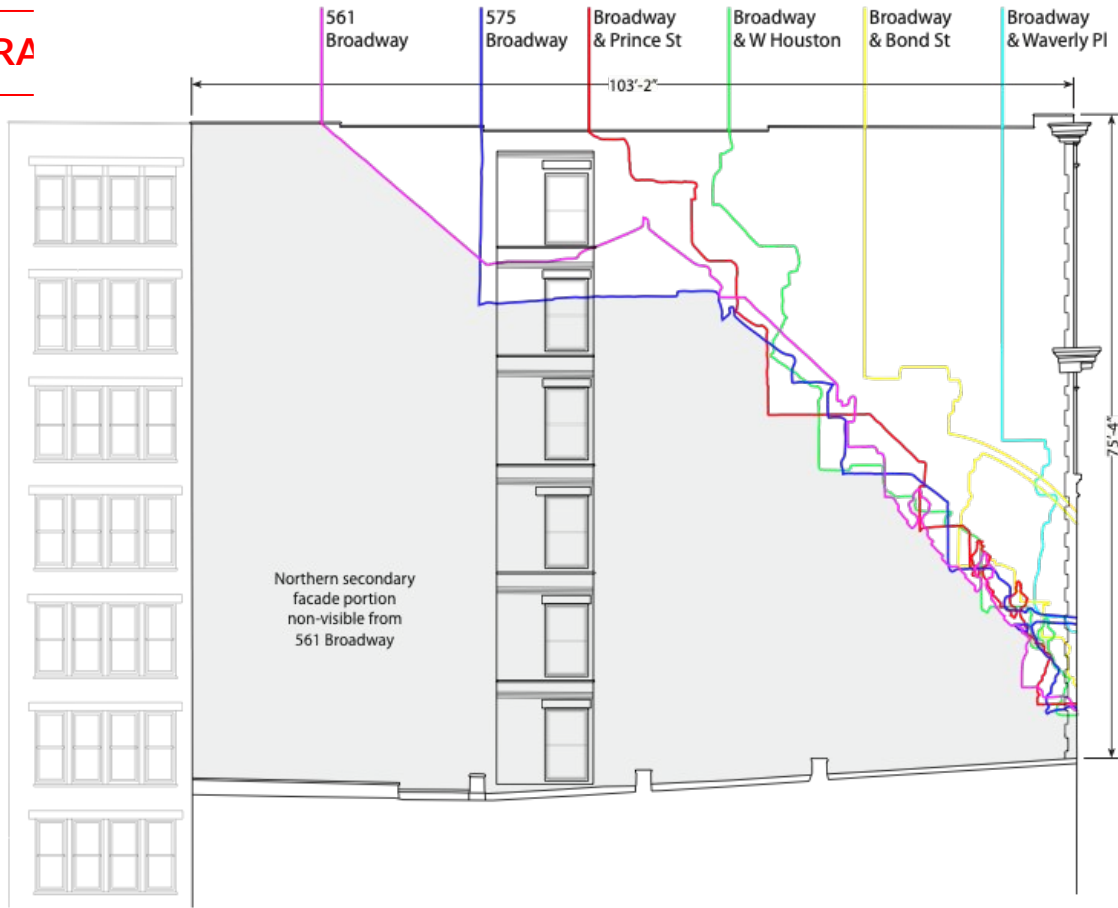 RA
561
Broadway
575
Broadway
Broadway
& Prince St
Broadway
& W Houston
Broadway
& Bond St
Broadway
& Waverly Pl
103'-2"
75'-4"
Northern secondary
facade portion
non-visible from
561 Broadway